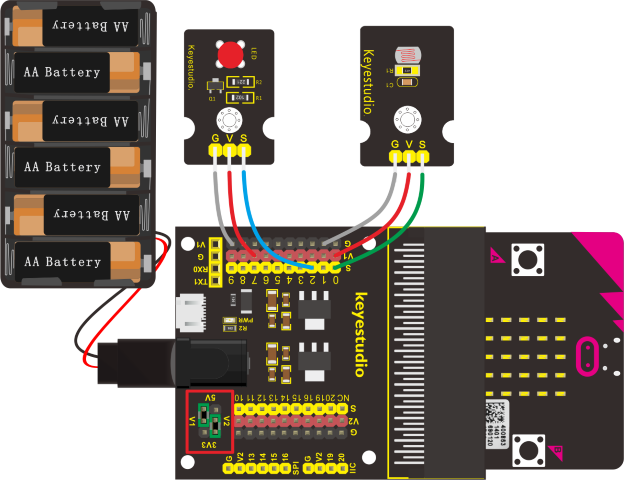 AA Battery
AA Battery
AA Battery
AA Battery
AA Battery
AA Battery
Keyestudio.
LED
R2
221
Q1
102
R1
G V S
Keyestudio
R1
C1
G V S
V1
G
RX0
TX1
G
V1
S
9 8 7 6 5 4 3 2 1 0
PWR
R2
keyestudio
5V
V1
V2
3V3
10 12 13 14 15 16 19 20 NC
S
V2
G
G V2 13 14 15 16 SPI
G V2 19 20 IIC
A
B